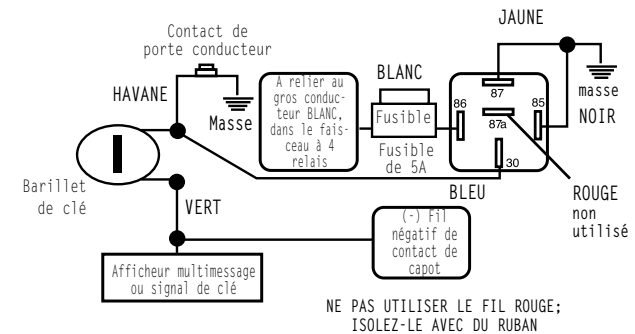 JAUNE
Contact de
porte conducteur
HAVANE
Masse
A relier au
gros conduc-
teur BLANC,
dans le fais-
ceau à 4
relais
BLANC
Fusible
Fusible
de 5A
87
86
85
87a
30
masse
NOIR
BLEU
ROUGE
non
utilisé
Barillet
de clé
VERT
(-) Fil
négatif de
contact de
capot
Afficheur multimessage
ou signal de clé
NE PAS UTILISER LE FIL ROUGE;
ISOLEZ-LE AVEC DU RUBAN